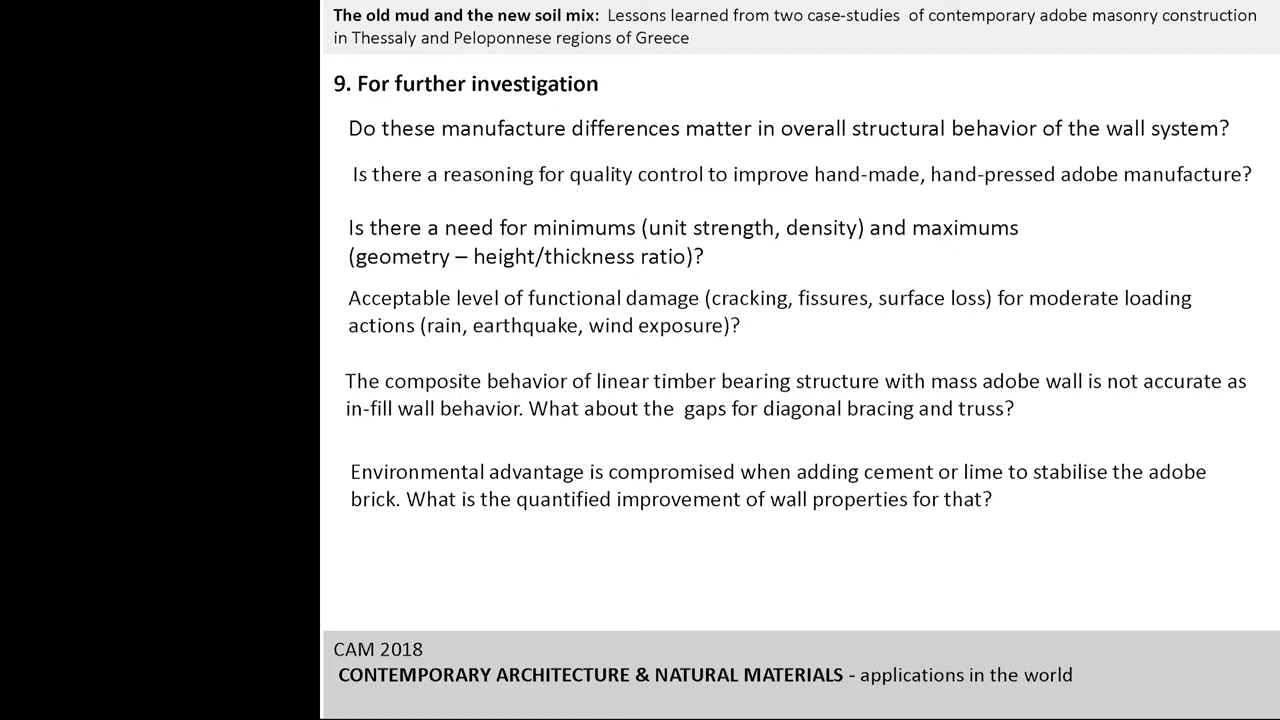 The old mud and the new soil mix: Lessons learned from two case-studies of contemporary adobe masonry construction
in Thessaly and Peloponnese regions of Greece
9. For further investigation
Do these manufacture differences matter in overall structural behavior of the wall system?
Is there a reasoning for quality control to improve hand-made, hand-pressed adobe manufacture?
Is there a need for minimums (unit strength, density) and maximums
(geometry – height/thickness ratio)?
Acceptable level of functional damage (cracking, fissures, surface loss) for moderate loading
actions (rain, earthquake, wind exposure)?
The composite behavior of linear timber bearing structure with mass adobe wall is not accurate as
in-fill wall behavior. What about the gaps for diagonal bracing and truss?
Environmental advantage is compromised when adding cement or lime to stabilise the adobe
brick. What is the quantified improvement of wall properties for that?
CAM 2018
CONTEMPORARY ARCHITECTURE & NATURAL MATERIALS - applications in the world